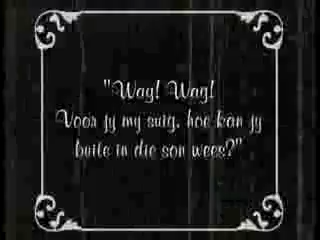 "Wag! Wag!
Voor jy my suig, hoe kan jy
buite in die son wees?"